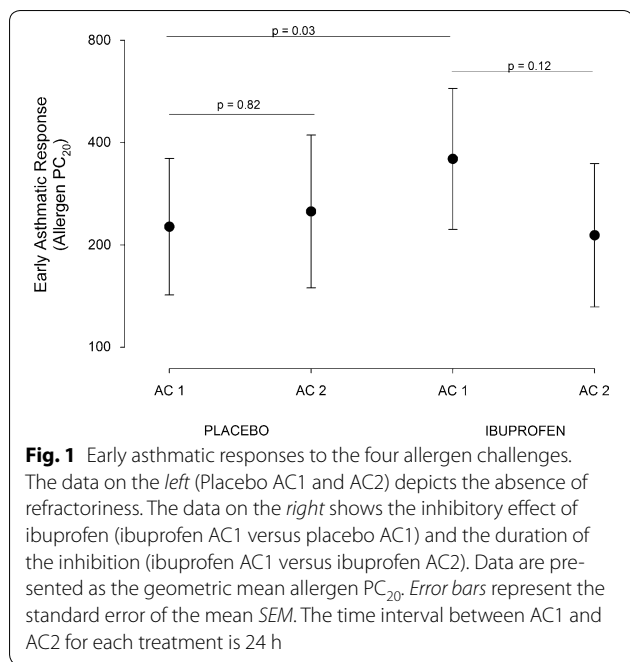 800
p = 0.03
p = 0.12
p = 0.82
400
Early Asmathic Response
(Allergen PC20)
200
100
AC 1 AC 2 AC 1 AC 2
PLACEBO IBUPROFEN
Fig. 1 Early asthmatic responses to the four allergen challenges.
The data on the left (Placebo AC1 and AC2) depicts the absence of
refractoriness. The data on the right shows the inhibitory effect of
ibuprofen (ibuprofen AC1 versus placebo AC1) and the duration of
the inhibition (ibuprofen AC1 versus ibuprofen AC2). Data are pre-
sented as the geometric mean allergen PC20. Error bars represent the
standard error of the mean SEM. The time interval between AC1 and
AC2 for each treatment is 24 h